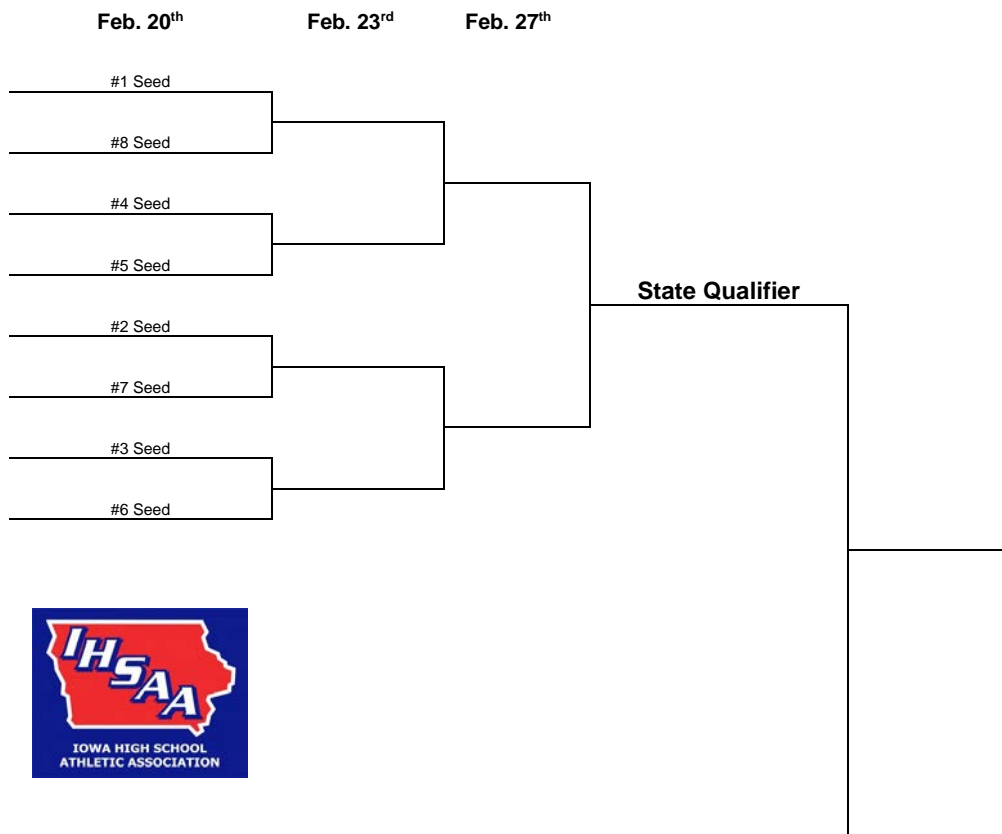 Feb. 20th Feb. 23rd Feb. 27th
#1 Seed
#8 Seed
#4 Seed
#5 Seed
State Qualifier
#2 Seed
#7 Seed
#3 Seed
#6 Seed
IHSAA
IOWA HIGH SCHOOL
ATHLETIC ASSOCIATION